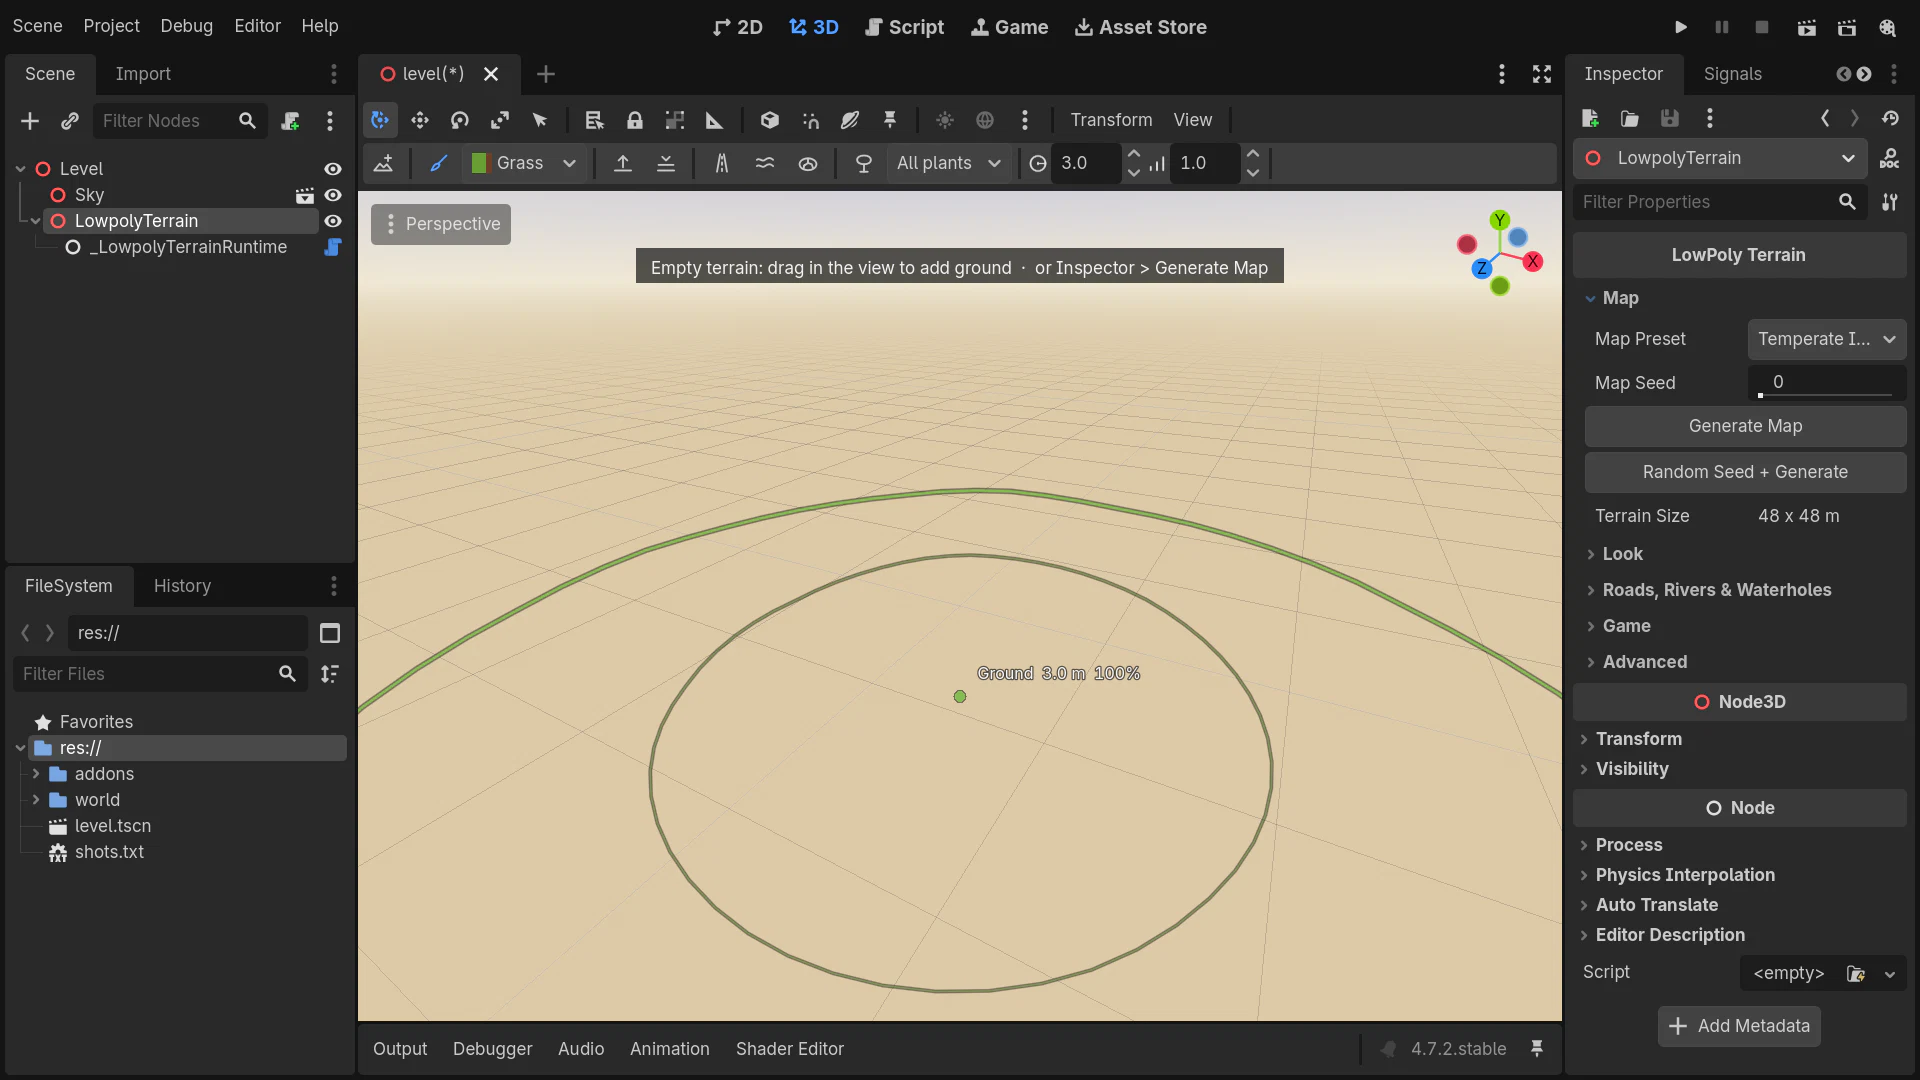 Scene Project Debug Editor Help
2D 3D Script Game Asset Store
Scene Import
Filter Nodes
Level
Sky
LowpolyTerrain
_LowpolyTerrainRuntime
FileSystem History
res://
Filter Files
Favorites
res://
addons
world
level.tscn
shots.txt
level(*)
Transform View
Grass All plants 3.0 1.0
Perspective
Empty terrain: drag in the view to add ground · or Inspector > Generate Map
Y
X
Z
Ground 3.0 m 100%
Output Debugger Audio Animation Shader Editor 4.7.2.stable
Inspector Signals
LowpolyTerrain
Filter Properties
LowPoly Terrain
Map
Map Preset Temperate I...
Map Seed 0
Generate Map
Random Seed + Generate
Terrain Size 48 x 48 m
Look
Roads, Rivers & Waterholes
Game
Advanced
Node3D
Transform
Visibility
Node
Process
Physics Interpolation
Auto Translate
Editor Description
Script <empty>
Add Metadata